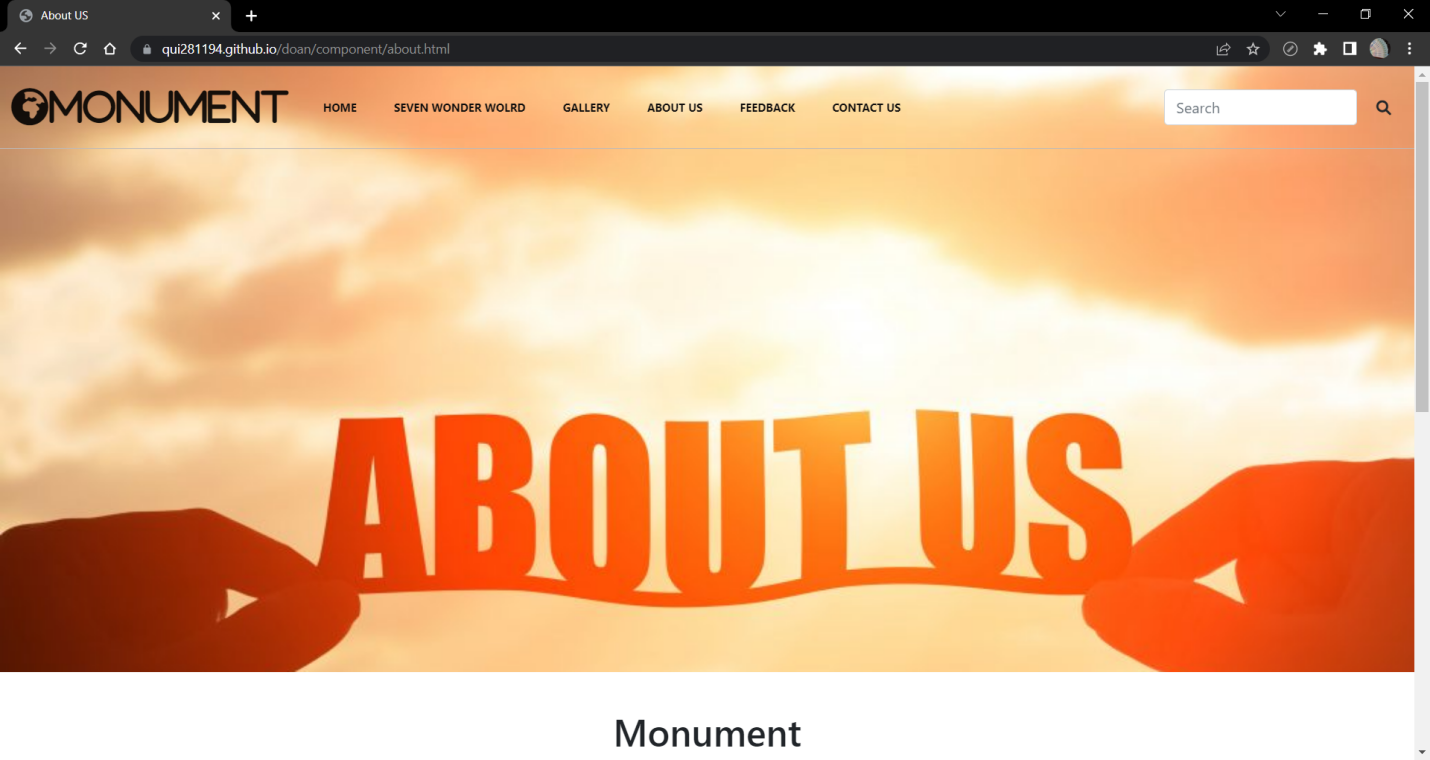 About US
qui281194.github.io/doan/component/about.html
MONUMENT
HOME
SEVEN WONDER WOLRD
GALLERY
ABOUT US
FEEDBACK
CONTACT US
Search
ABOUT US
Monument